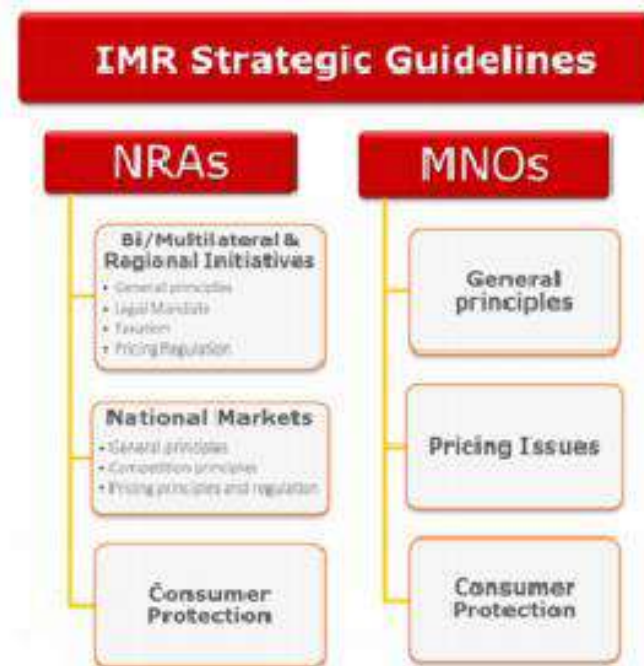 IMR Strategic Guidelines
NRAs
Bi/Multilateral &
Regional Initiatives
• General principles
• Legal Mandate
• Taxation
• Pricing Regulation
National Markets
• General principles
• Competition principles
• Pricing principles and regulation
Consumer
Protection
MNOs
General
principles
Pricing Issues
Consumer
Protection